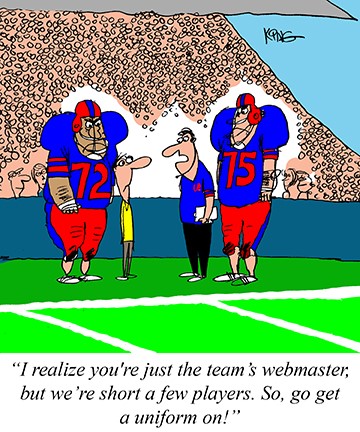 KING
72
75
“I realize you're just the team’s webmaster,
but we’re short a few players. So, go get
a uniform on!”